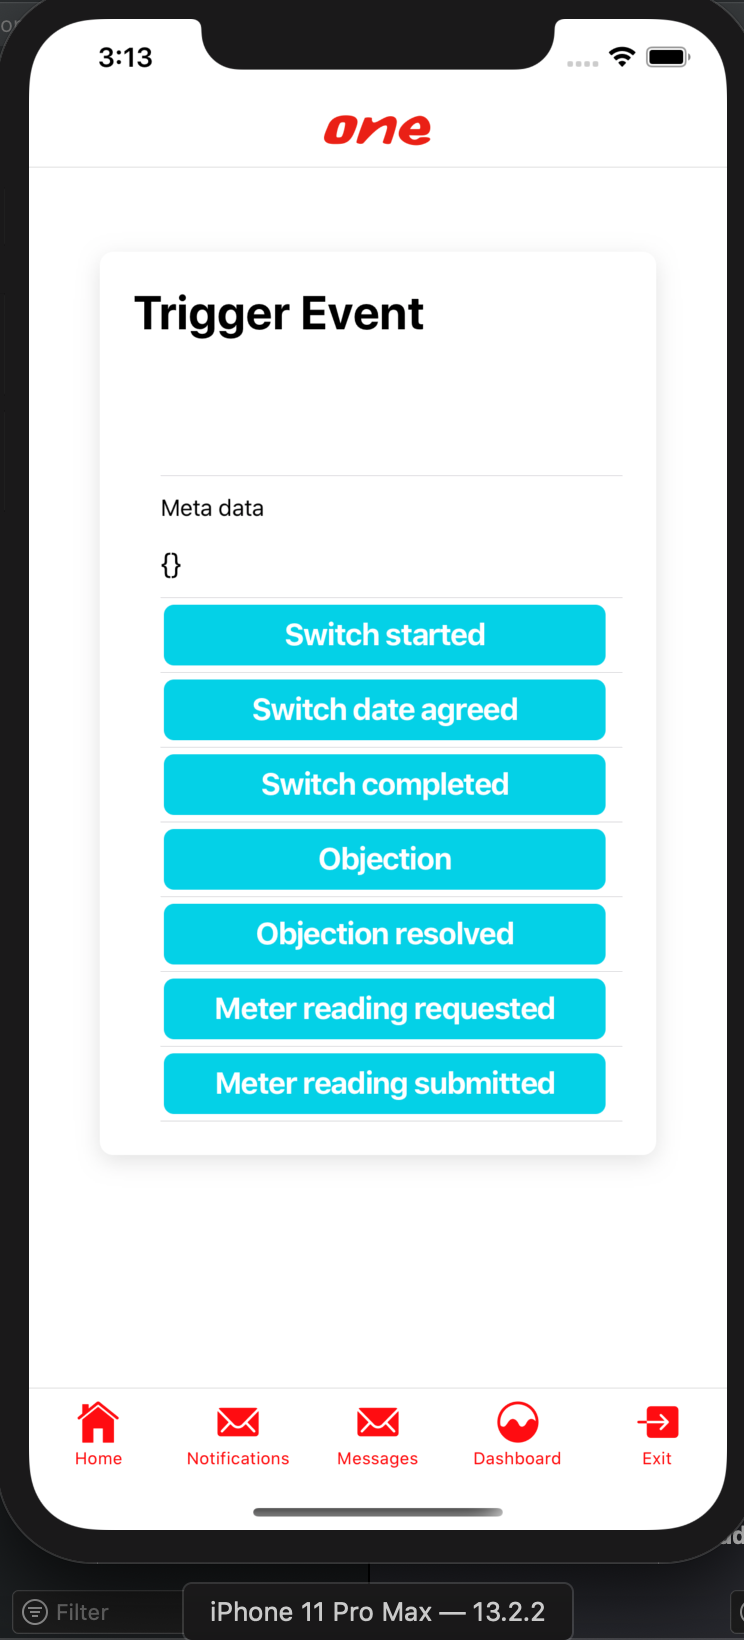 3:13
one
Trigger Event
Meta data
{}
Switch started
Switch date agreed
Switch completed
Objection
Objection resolved
Meter reading requested
Meter reading submitted
Home Notifications Messages Dashboard Exit
Filter
iPhone 11 Pro Max — 13.2.2